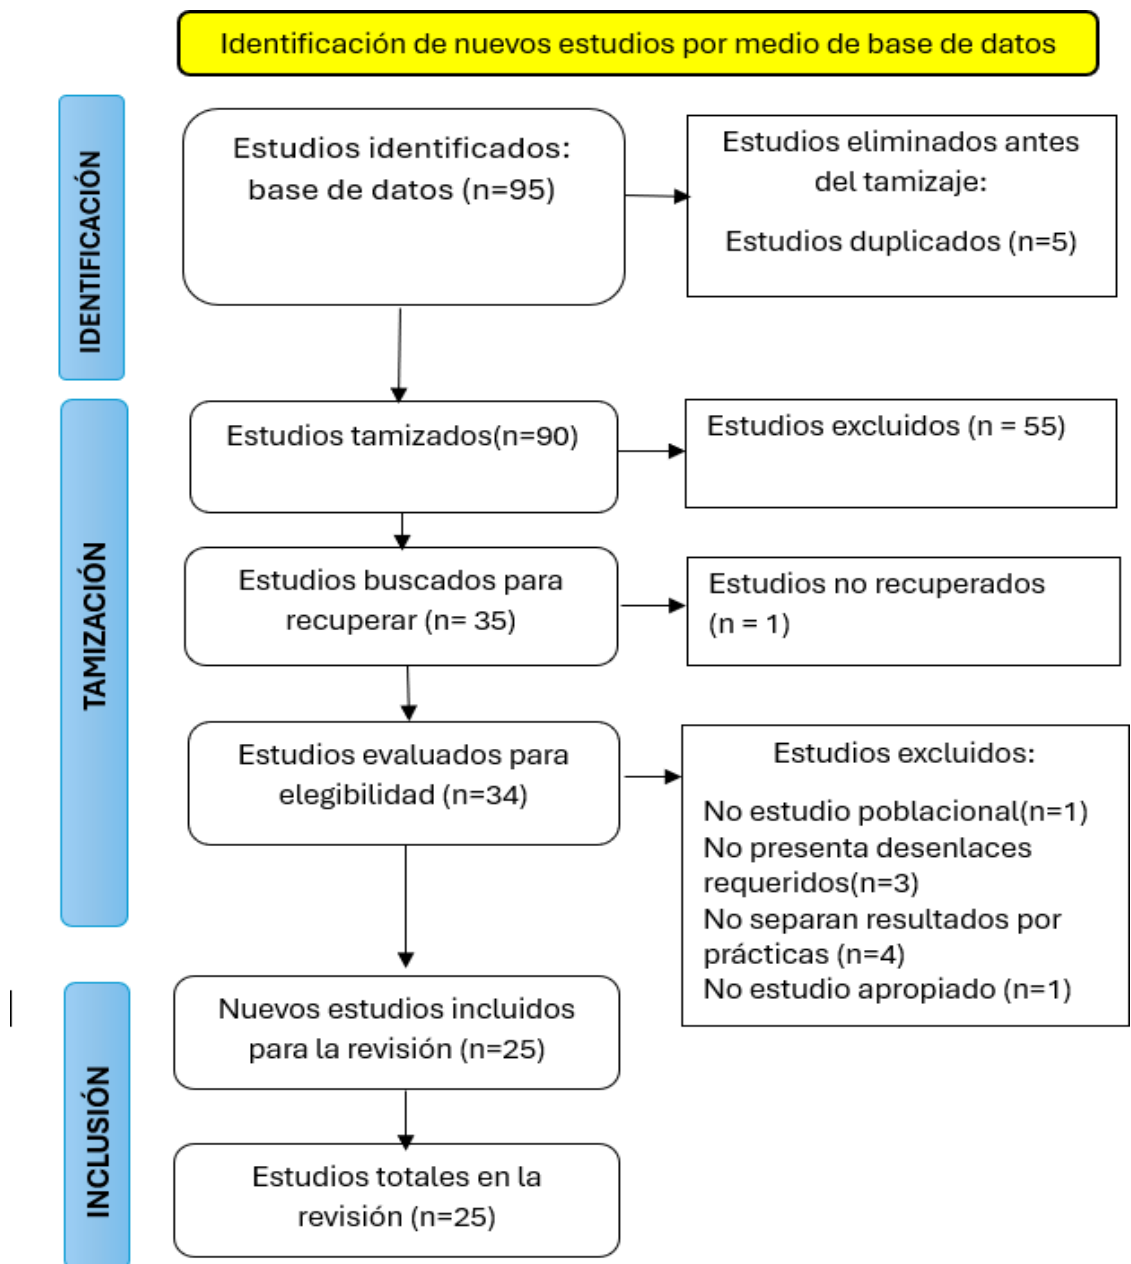 Identificación de nuevos estudios por medio de base de datos
IDENTIFICACIÓN
Estudios identificados:
base de datos (n=95)
Estudios eliminados antes
del tamizaje:
Estudios duplicados (n=5)
TAMIZACIÓN
Estudios tamizados(n=90)
Estudios excluidos (n = 55)
Estudios buscados para
recuperar (n= 35)
Estudios no recuperados
(n = 1)
Estudios evaluados para
elegibilidad (n=34)
Estudios excluidos:
No estudio poblacional(n=1)
No presenta desenlaces
requeridos(n=3)
No separan resultados por
prácticas (n=4)
No estudio apropiado (n=1)
INCLUSIÓN
Nuevos estudios incluidos
para la revisión (n=25)
Estudios totales en la
revisión (n=25)